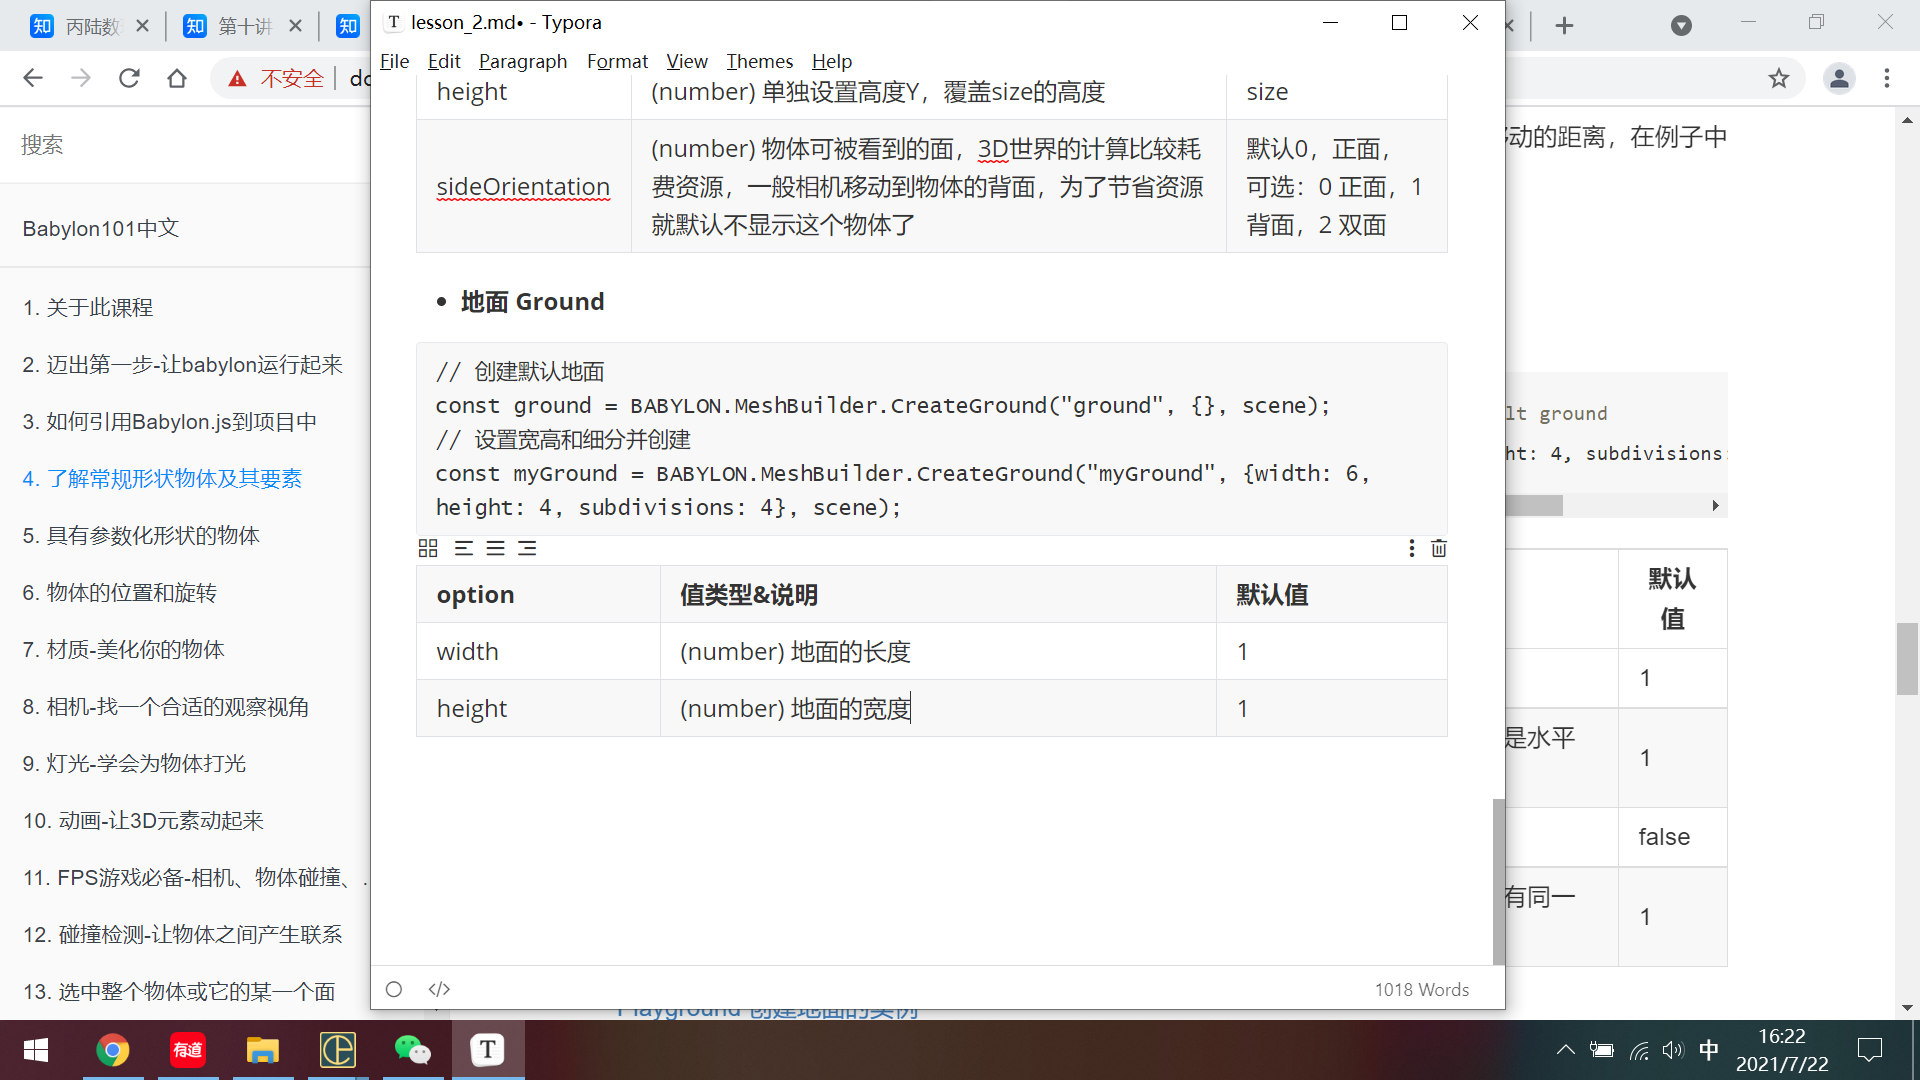 丙陆数
第十讲
lesson_2.md• - Typora
不安全
File Edit Paragraph Format View Themes Help
搜索
Babylon101中文
1. 关于此课程
2. 迈出第一步-让babylon运行起来
3. 如何引用Babylon.js到项目中
4. 了解常规形状物体及其要素
5. 具有参数化形状的物体
6. 物体的位置和旋转
7. 材质-美化你的物体
8. 相机-找一个合适的观察视角
9. 灯光-学会为物体打光
10. 动画-让3D元素动起来
11. FPS游戏必备-相机、物体碰撞、.
12. 碰撞检测-让物体之间产生联系
13. 选中整个物体或它的某一个面
height (number) 单独设置高度Y，覆盖size的高度 size
sideOrientation
(number) 物体可被看到的面，3D世界的计算比较耗
费资源，一般相机移动到物体的背面，为了节省资源
就默认不显示这个物体了
默认0，正面，
可选：0 正面，1
背面，2 双面
• 地面 Ground
// 创建默认地面
const ground = BABYLON.MeshBuilder.CreateGround("ground", {}, scene);
// 设置宽高和细分并创建
const myGround = BABYLON.MeshBuilder.CreateGround("myGround", {width: 6,
height: 4, subdivisions: 4}, scene);
option 值类型&说明 默认值
width (number) 地面的长度 1
height (number) 地面的宽度 1
1018 Words
动的距离，在例子中
lt ground
ht: 4, subdivisions:
默认
值
1
是水平
1
false
有同一
1
Playground 创建地面的实例
有道
T
中
16:22
2021/7/22